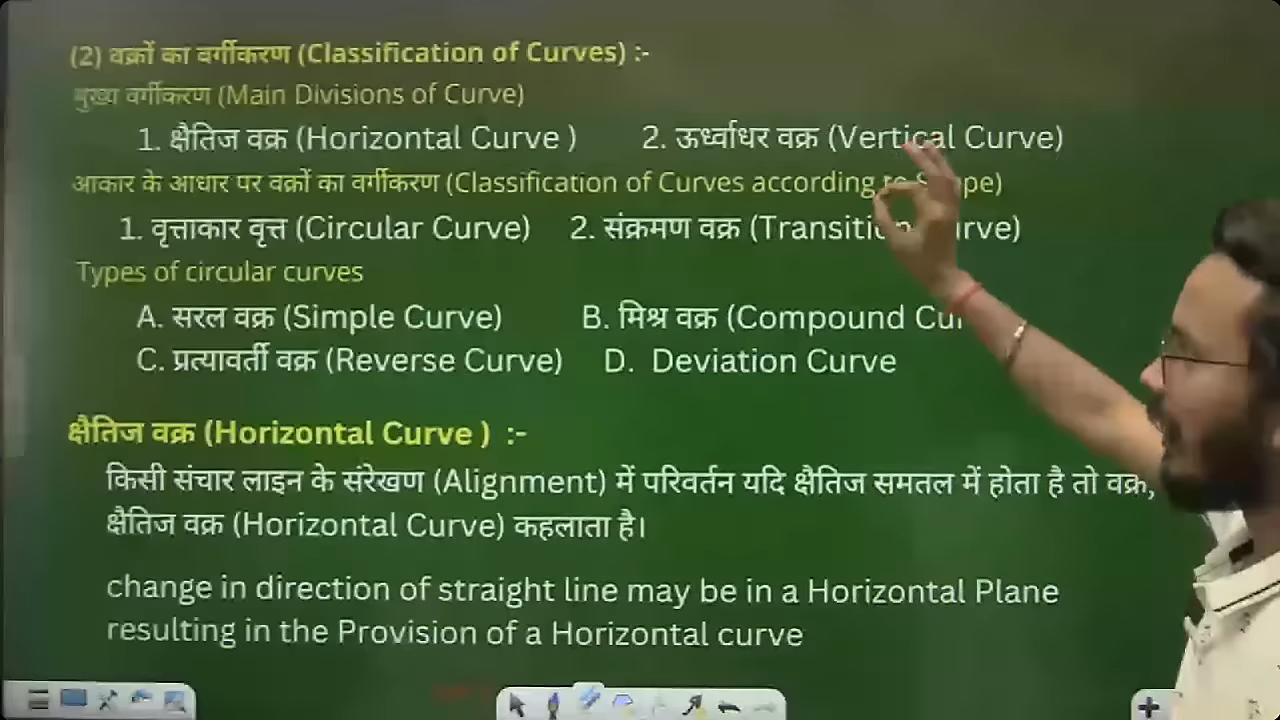 (2) वक्रों का वर्गीकरण (Classification of Curves) :-
मुख्य वर्गीकरण (Main Divisions of Curve)
1. क्षैतिज वक्र (Horizontal Curve ) 2. ऊर्ध्वाधर वक्र (Vertical Curve)
आकार के आधार पर वक्रों का वर्गीकरण (Classification of Curves according
1. वृत्ताकार वृत्त (Circular Curve) 2. संक्रमण वक्र
Types of circular curves
A. सरल वक्र (Simple Curve) B. मिश्र वक्र (Compound
C. प्रत्यावर्ती वक्र (Reverse Curve) D. Deviation Curve
क्षैतिज वक्र (Horizontal Curve ) :-
किसी संचार लाइन के संरेखण (Alignment) में परिवर्तन यदि क्षैतिज समतल में होता है तो वक्र,
क्षैतिज वक्र (Horizontal Curve) कहलाता है।
change in direction of straight line may be in a Horizontal Plane
resulting in the Provision of a Horizontal curve